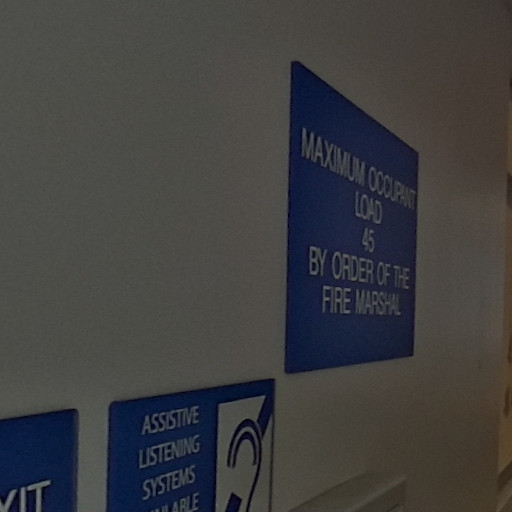 MAXIMUM OCCUPANT
LOAD
45
BY ORDER OF THE
FIRE MARSHAL
ASSISTIVE
LISTENING
SYSTEMS